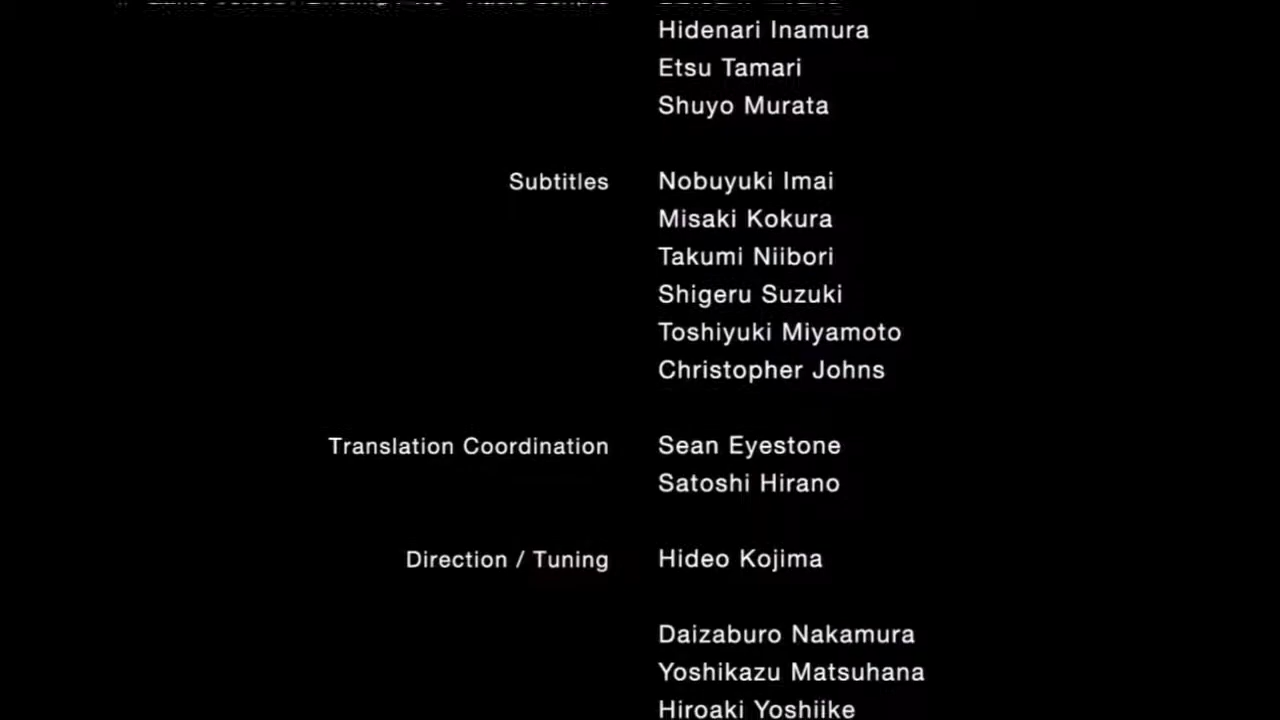 Hidenari Inamura
Etsu Tamari
Shuyo Murata
Subtitles Nobuyuki Imai
Misaki Kokura
Takumi Niibori
Shigeru Suzuki
Toshiyuki Miyamoto
Christopher Johns
Translation Coordination Sean Eyestone
Satoshi Hirano
Direction / Tuning Hideo Kojima
Daizaburo Nakamura
Yoshikazu Matsuhana
Hiroaki Yoshiike